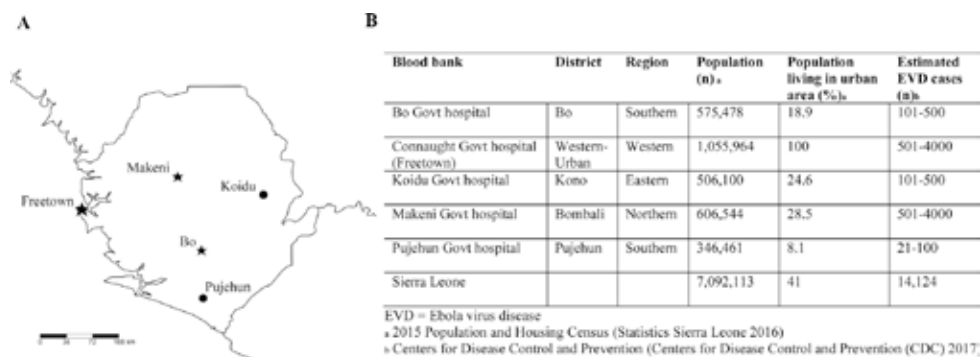 A
Makeni
Koidu
Freetown
Bo
Pujehun
B
Blood bank District Region Population (n) a Population living in urban area (%)a Estimated EVD cases (n)b
Bo Govt hospital Bo Southern 575,478 18.9 101-500
Connaught Govt hospital (Freetown) Western-Urban Western 1,055,964 100 501-4000
Koidu Govt hospital Kono Eastern 506,100 24.6 101-500
Makeni Govt hospital Bombali Northern 606,544 28.5 501-4000
Pujehun Govt hospital Pujehun Southern 346,461 8.1 21-100
Sierra Leone 7,092,113 41 14,124
EVD = Ebola virus disease
a 2015 Population and Housing Census (Statistics Sierra Leone 2016)
b Centers for Disease Control and Prevention (Centers for Disease Control and Prevention (CDC) 2017)